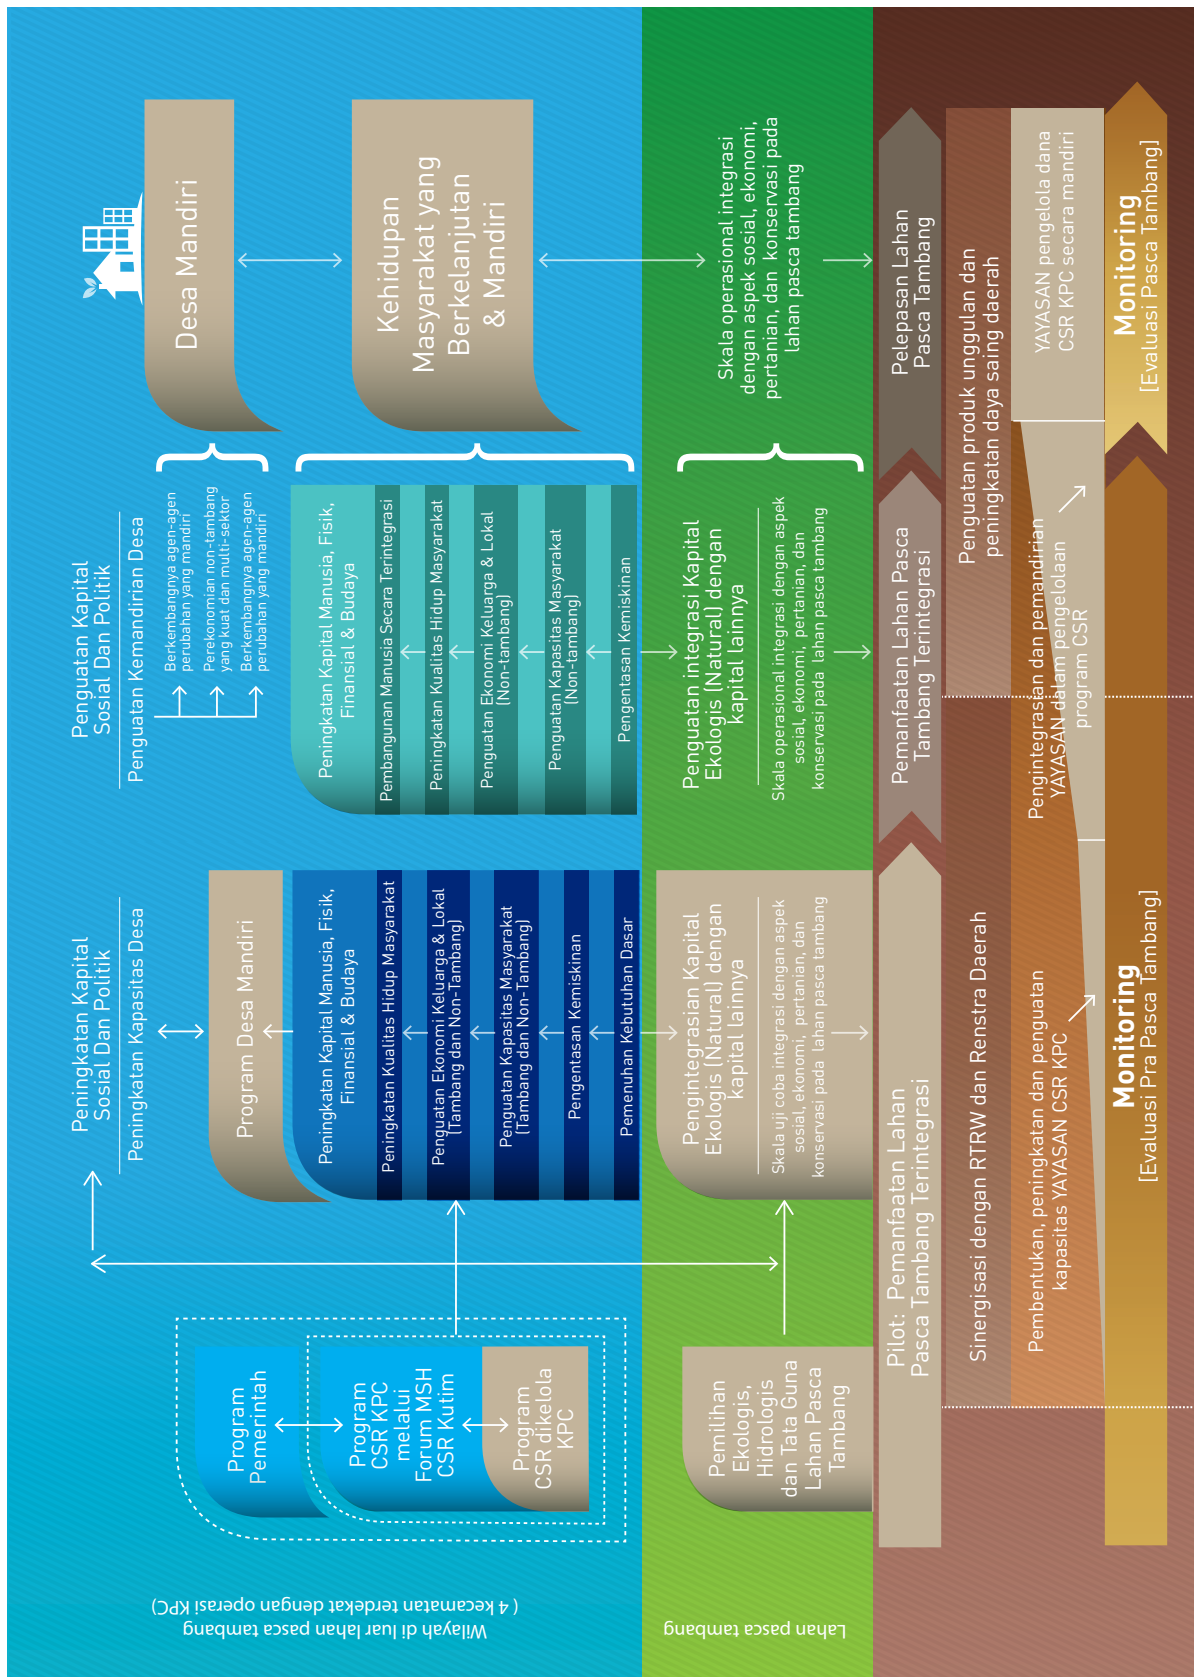 Wilayah di luar lahan pasca tambang
( 4 kecamatan terdekat dengan operasi KPC)
Program
Pemerintah
Program
CSR KPC
melalui
Forum MSH
CSR Kutim
Program
CSR dikelola
KPC
Peningkatan Kapital
Sosial Dan Politik
Peningkatan Kapasitas Desa
Program Desa Mandiri
Peningkatan Kapital Manusia, Fisik,
Finansial & Budaya
Peningkatan Kualitas Hidup Masyarakat
Penguatan Ekonomi Keluarga & Lokal
(Tambang dan Non-Tambang)
Penguatan Kapasitas Masyarakat
(Tambang dan Non-Tambang)
Pengentasan Kemiskinan
Pemenuhan Kebutuhan Dasar
Penguatan Kapital
Sosial Dan Politik
Penguatan Kemandirian Desa
Berkembangnya agen-agen
perubahan yang mandiri
Perekonomian non-tambang
yang kuat dan multi-sektor
Berkembangnya agen-agen
perubahan yang mandiri
Peningkatan Kapital Manusia, Fisik,
Finansial & Budaya
Pembangunan Manusia Secara Terintegrasi
Peningkatan Kualitas Hidup Masyarakat
Penguatan Ekonomi Keluarga & Lokal
(Non-tambang)
Penguatan Kapasitas Masyarakat
(Non-tambang)
Pengentasan Kemiskinan
Desa Mandiri
Kehidupan
Masyarakat yang
Berkelanjutan
& Mandiri
Lahan pasca tambang
Pemilihan
Ekologis,
Hidrologis
dan Tata Guna
Lahan Pasca
Tambang
Pengintegrasian Kapital
Ekologis (Natural) dengan
kapital lainnya
Skala uji coba integrasi dengan aspek
sosial, ekonomi, pertanian, dan
konservasi pada lahan pasca tambang
Penguatan integrasi Kapital
Ekologis (Natural) dengan
kapital lainnya
Skala operasional integrasi dengan aspek
sosial, ekonomi, pertanian, dan
konservasi pada lahan pasca tambang
Skala operasional integrasi
dengan aspek sosial, ekonomi,
pertanian, dan konservasi pada
lahan pasca tambang
Pilot: Pemanfaatan Lahan
Pasca Tambang Terintegrasi
Pemanfaatan Lahan Pasca
Tambang Terintegrasi
Pelepasan Lahan
Pasca Tambang
Sinergisasi dengan RTRW dan Renstra Daerah
Penguatan produk unggulan dan
peningkatan daya saing daerah
Pembentukan, peningkatan dan penguatan
kapasitas YAYASAN CSR KPC
Pengintegrasian dan pemandirian
YAYASAN dalam pengelolaan
program CSR
YAYASAN pengelola dana
CSR KPC secara mandiri
Monitoring
[Evaluasi Pra Pasca Tambang]
Monitoring
[Evaluasi Pasca Tambang]